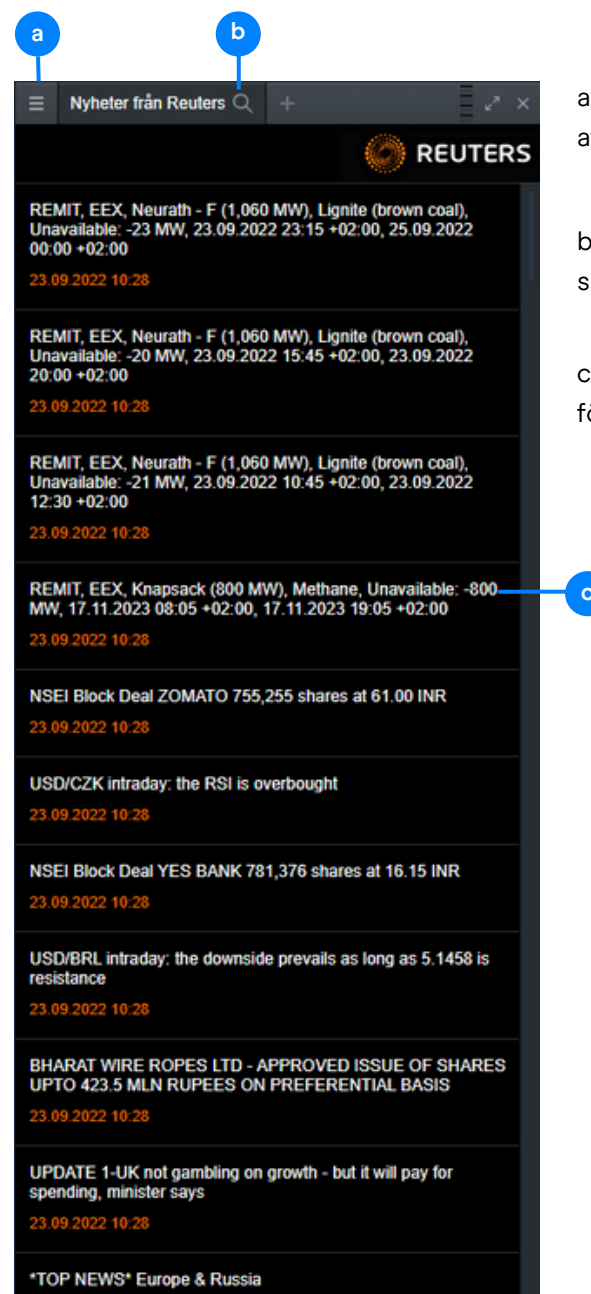 a
b
Nyheter från Reuters
REUTERS
REMIT, EEX, Neurath - F (1,060 MW), Lignite (brown coal),
Unavailable: -23 MW, 23.09.2022 23:15 +02:00, 25.09.2022
00:00 +02:00
23.09.2022 10:28
REMIT, EEX, Neurath - F (1,060 MW), Lignite (brown coal),
Unavailable: -20 MW, 23.09.2022 15:45 +02:00, 23.09.2022
20:00 +02:00
23.09.2022 10:28
REMIT, EEX, Neurath - F (1,060 MW), Lignite (brown coal),
Unavailable: -21 MW, 23.09.2022 10:45 +02:00, 23.09.2022
12:30 +02:00
23.09.2022 10:28
REMIT, EEX, Knapsack (800 MW), Methane, Unavailable: -800
MW, 17.11.2023 08:05 +02:00, 17.11.2023 19:05 +02:00
23.09.2022 10:28
NSEI Block Deal ZOMATO 755,255 shares at 61.00 INR
23.09.2022 10:28
USD/CZK intraday: the RSI is overbought
23.09.2022 10:28
NSEI Block Deal YES BANK 781,376 shares at 16.15 INR
23.09.2022 10:28
USD/BRL intraday: the downside prevails as long as 5.1458 is
resistance
23.09.2022 10:28
BHARAT WIRE ROPES LTD - APPROVED ISSUE OF SHARES
UPTO 423.5 MLN RUPEES ON PREFERENTIAL BASIS
23.09.2022 10:28
UPDATE 1-UK not gambling on growth - but it will pay for
spending, minister says
23.09.2022 10:28
*TOP NEWS* Europe & Russia
a
b
s
c
c